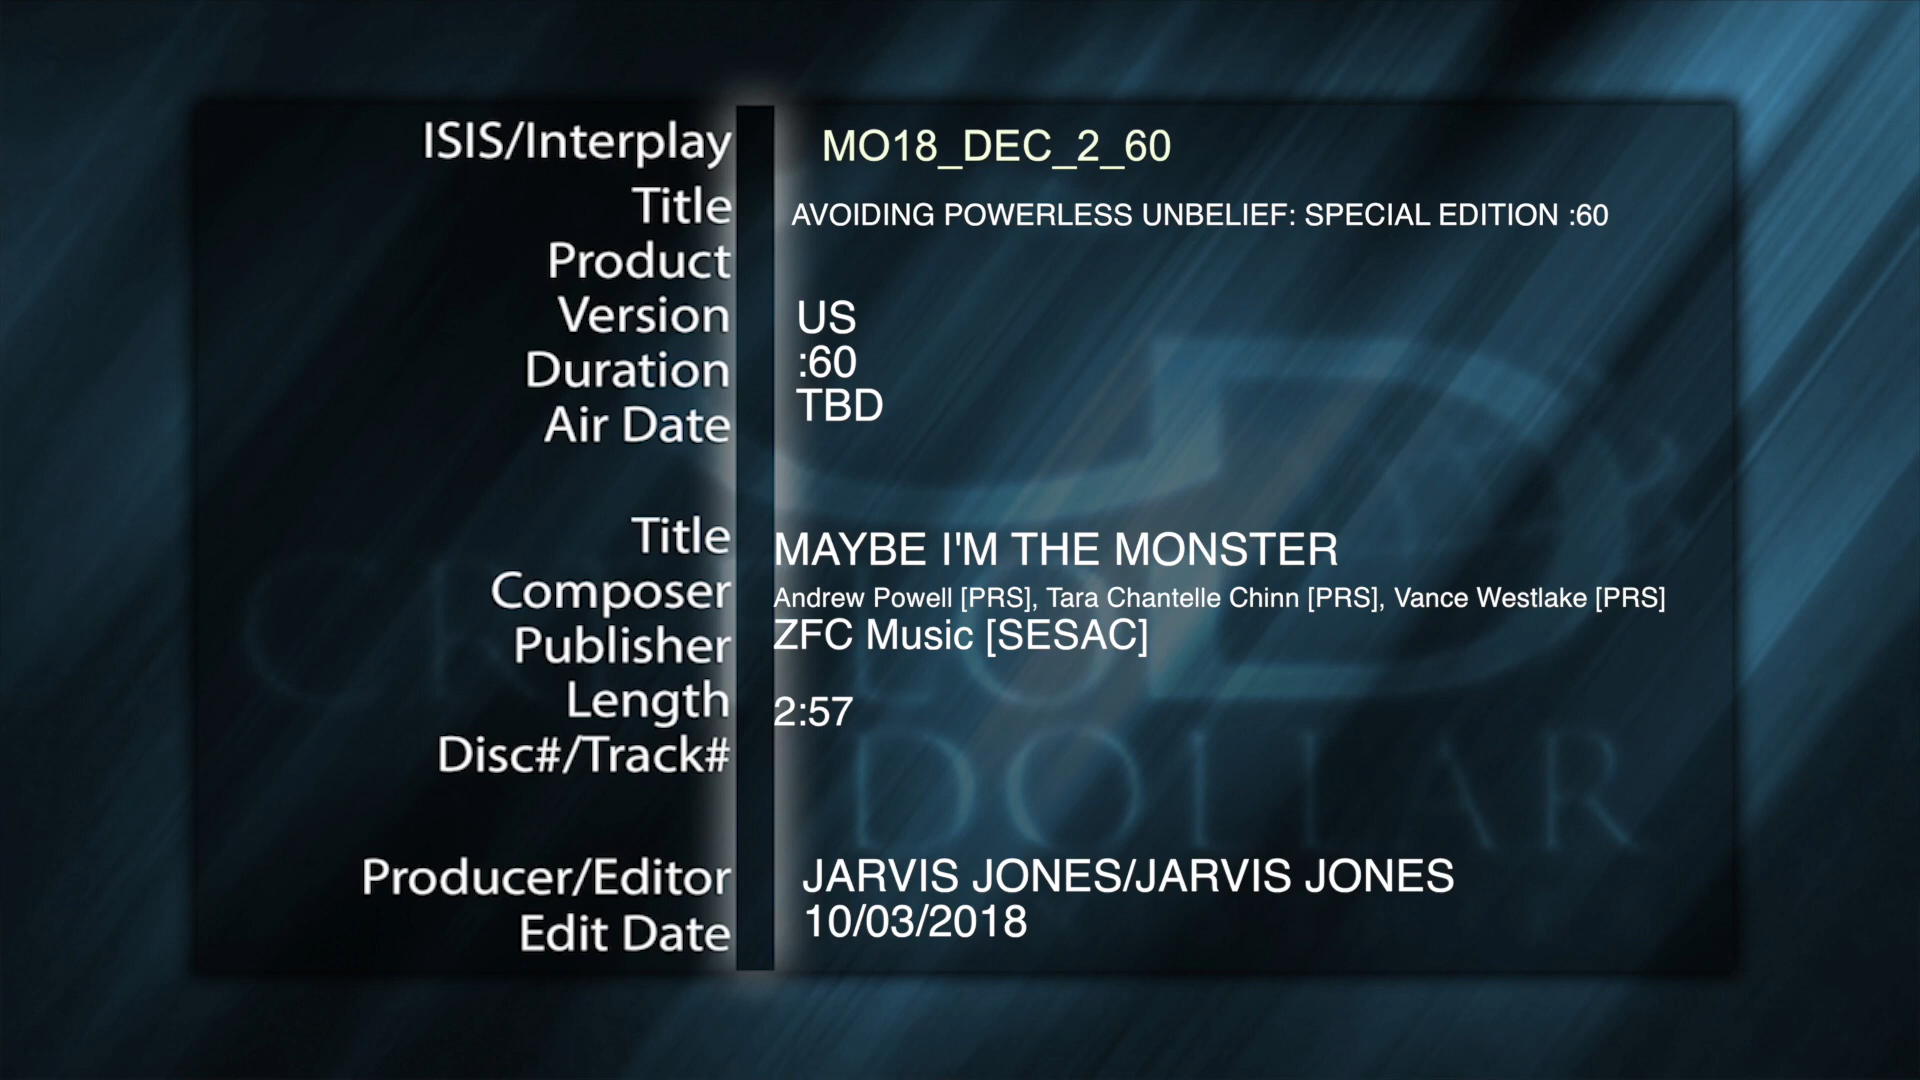 ISIS/Interplay MO18_DEC_2_60
Title AVOIDING POWERLESS UNBELIEF: SPECIAL EDITION :60
Product
Version US
Duration :60
Air Date TBD
Title MAYBE I'M THE MONSTER
Composer Andrew Powell [PRS], Tara Chantelle Chinn [PRS], Vance Westlake [PRS]
Publisher ZFC Music [SESAC]
Length 2:57
Disc#/Track#
DOLLAR
Producer/Editor JARVIS JONES/JARVIS JONES
Edit Date 10/03/2018